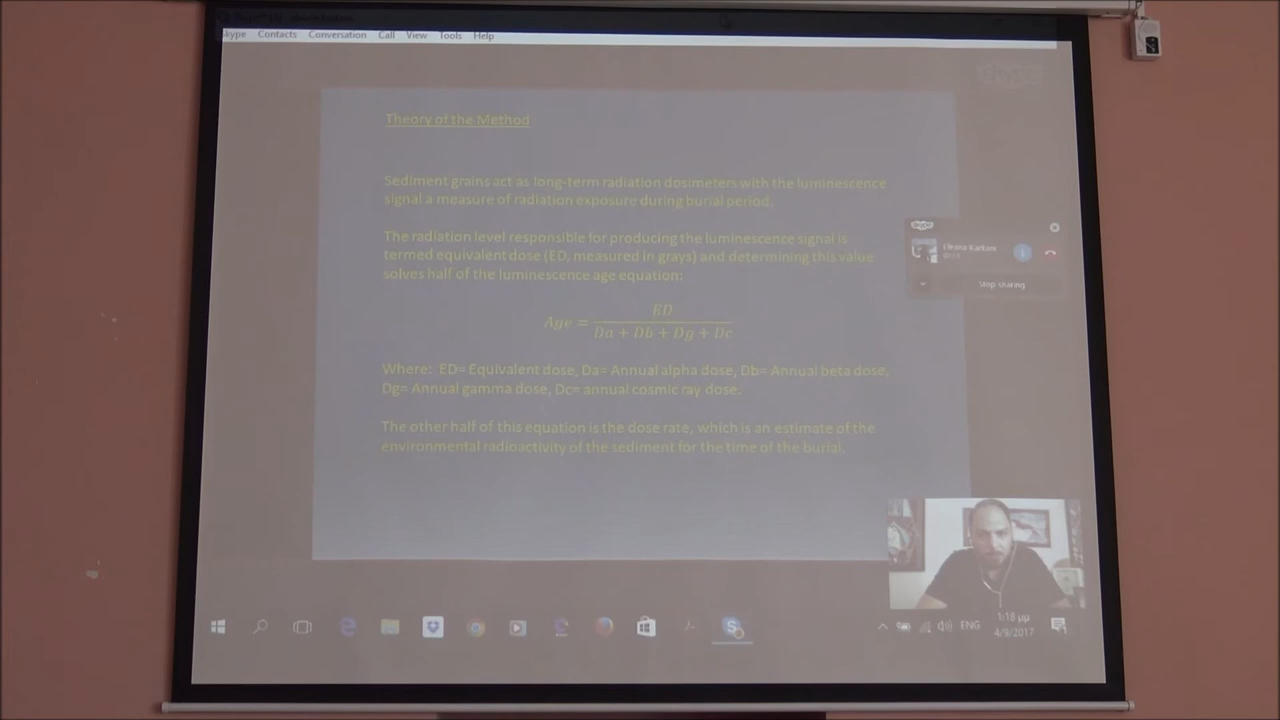 Skype Contacts Conversation Call View Tools Help
Theory of the Method
Sediment grains act as long-term radiation dosimeters with the luminescence
signal a measure of radiation exposure during burial period.
The radiation level responsible for producing the luminescence signal is
termed equivalent dose (ED, measured in grays) and determining this value
solves half of the luminescence age equation:
Age = ED
Da + Db + Dg + Dc
Where: ED= Equivalent dose, Da= Annual alpha dose, Db= Annual beta dose,
Dg= Annual gamma dose, Dc= annual cosmic ray dose.
The other half of this equation is the dose rate, which is an estimate of the
environmental radioactivity of the sediment for the time of the burial.
skype
Stop sharing
ENG
1:18 μμ
4/9/2017